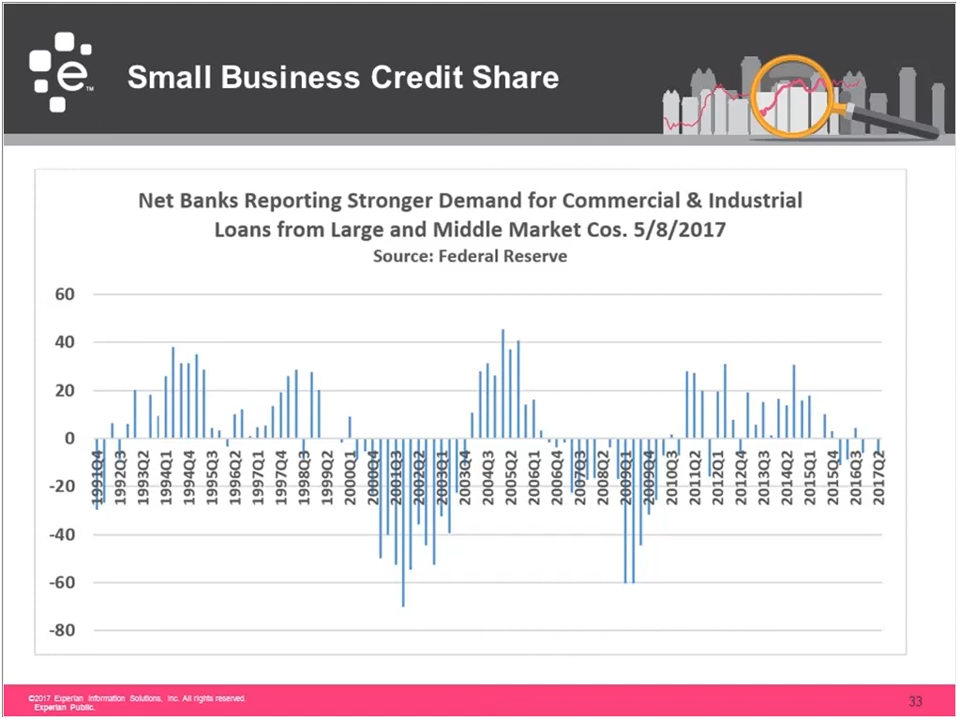 e™
Small Business Credit Share
Net Banks Reporting Stronger Demand for Commercial & Industrial
Loans from Large and Middle Market Cos. 5/8/2017
Source: Federal Reserve
60
40
20
0
-20
-40
-60
-80
1991Q4
1992Q3
1993Q2
1994Q1
1994Q4
1995Q3
1996Q2
1997Q1
1997Q4
1998Q3
1999Q2
2000Q1
2000Q4
2001Q3
2002Q2
2003Q1
2003Q4
2004Q3
2005Q2
2006Q1
2006Q4
2007Q3
2008Q2
2009Q1
2009Q4
2010Q3
2011Q2
2012Q1
2012Q4
2013Q3
2014Q2
2015Q1
2015Q4
2016Q3
2017Q2
©2017 Experian Information Solutions, Inc. All rights reserved.
Experian Public.
33